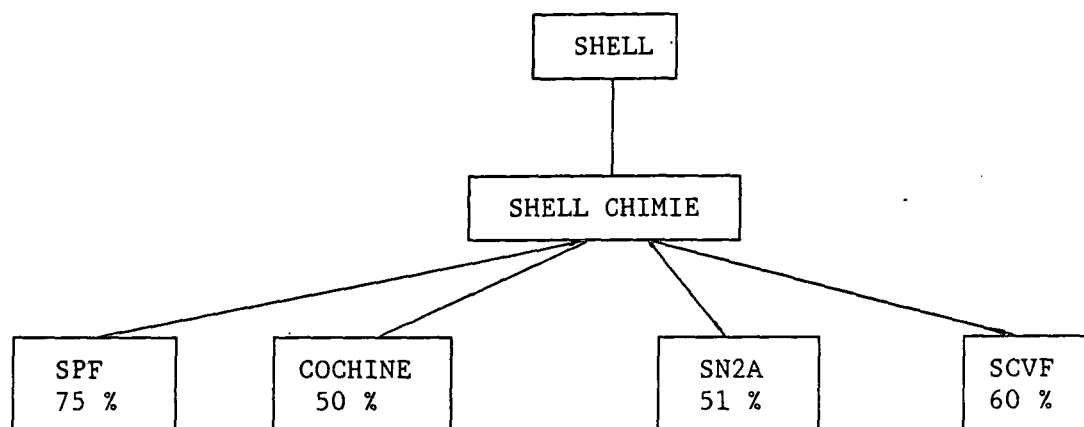 SHELL
SHELL CHIMIE
SPF
75 %
COCHINE
50 %
SN2A
51 %
SCVF
60 %